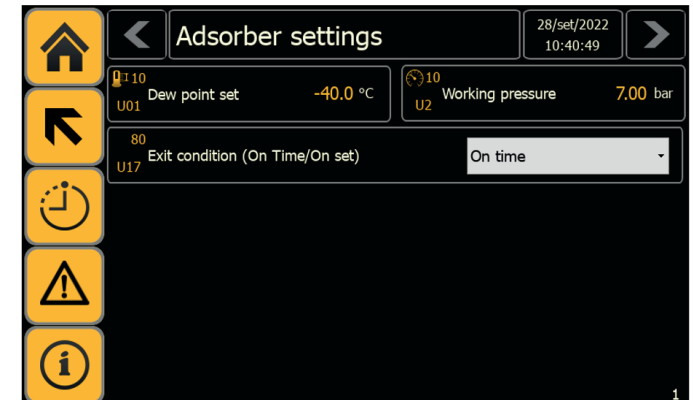 Adsorber settings
28/set/2022
10:40:49
10
U01 Dew point set -40.0 °C
10
U2 Working pressure 7.00 bar
80
U17 Exit condition (On Time/On set) On time
1